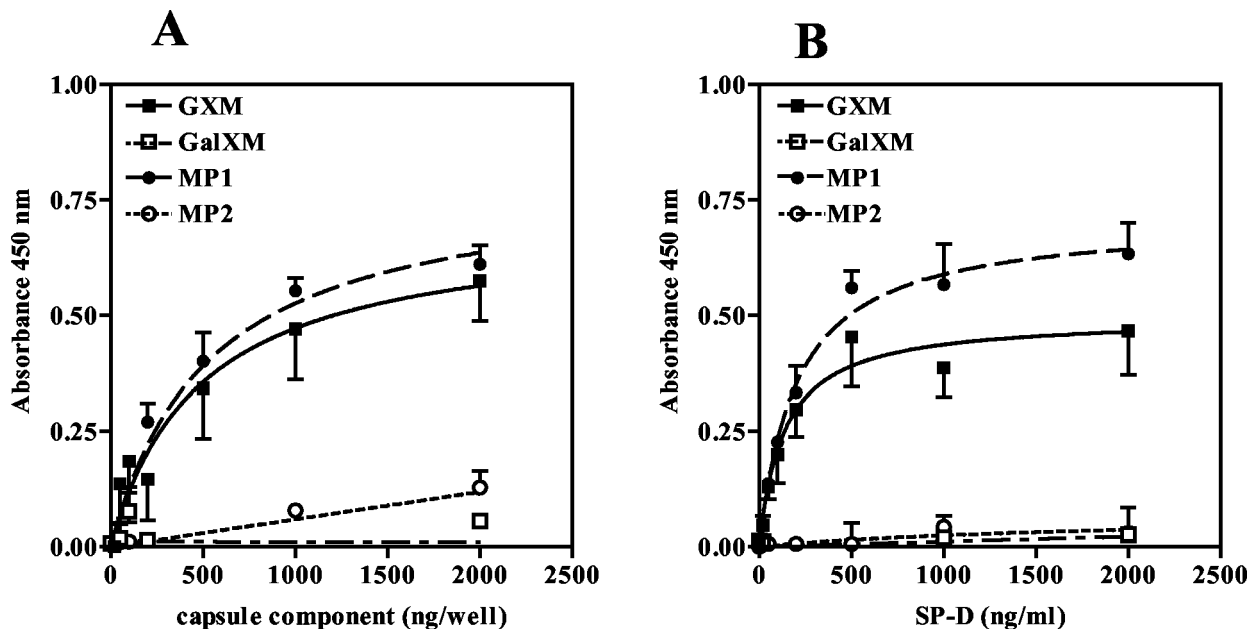 A
Absorbance 450 nm
1.00
0.75
0.50
0.25
0.00
GXM
GalXM
MP1
MP2
0 500 1000 1500 2000 2500
capsule component (ng/well)
B
Absorbance 450 nm
1.00
0.75
0.50
0.25
0.00
GXM
GalXM
MP1
MP2
0 500 1000 1500 2000 2500
SP-D (ng/ml)